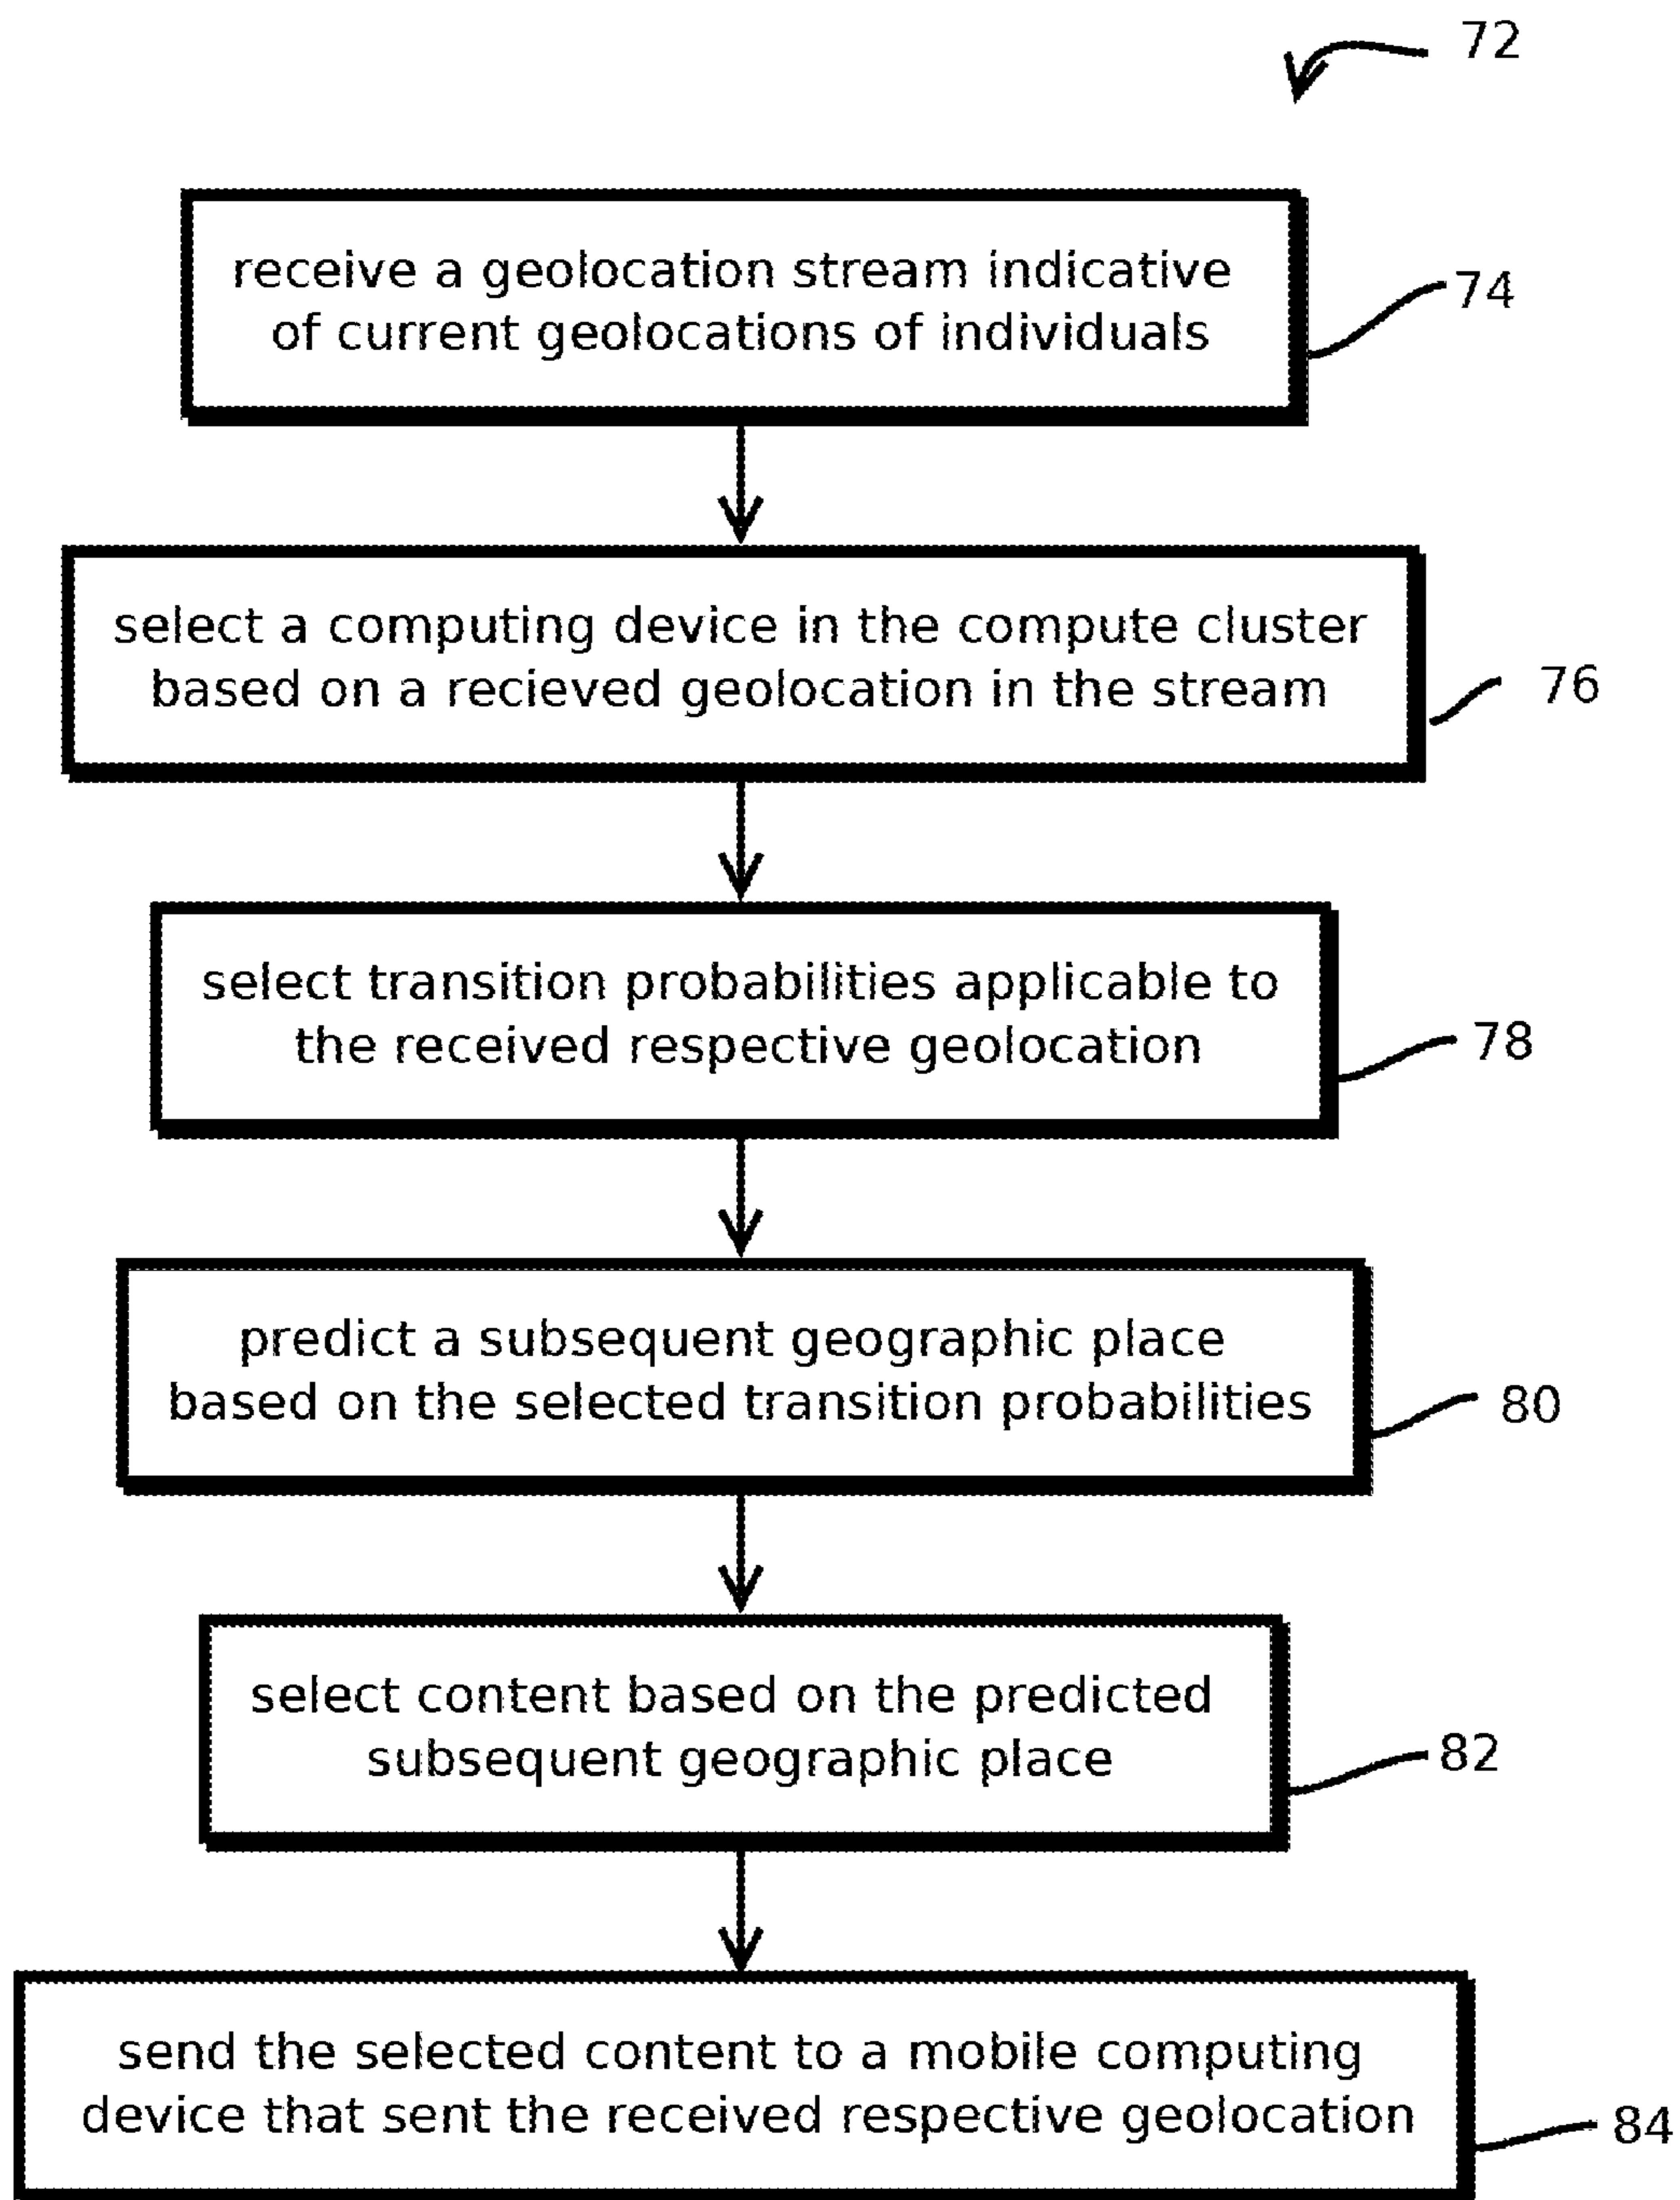 72
receive a geolocation stream indicative
of current geolocations of individuals
74
select a computing device in the compute cluster
based on a recieved geolocation in the stream
76
select transition probabilities applicable to
the received respective geolocation
78
predict a subsequent geographic place
based on the selected transition probabilities
80
select content based on the predicted
subsequent geographic place
82
send the selected content to a mobile computing
device that sent the received respective geolocation
84